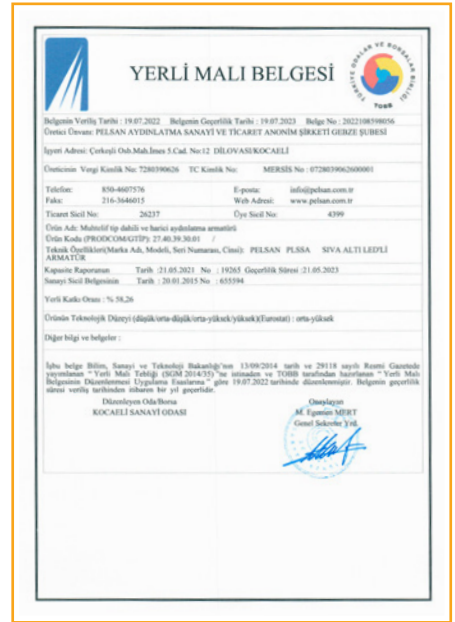 YERLİ MALI BELGESİ
TÜRKİYE ODALAR VE BORSALAR BİRLİĞİ
TOBB
Belgenin Veriliş Tarihi : 19.07.2022 Belgenin Geçerlilik Tarihi : 19.07.2023 Belge No : 2022108598056
Üretici Ünvanı: PELSAN AYDINLATMA SANAYİ VE TİCARET ANONİM ŞİRKETİ GEBZE ŞUBESİ
İşyeri Adresi: Çerkeşli Osb.Mah.İmes 5.Cad. No:12 DİLOVASI/KOCAELİ
Üreticinin Vergi Kimlik No: 7280390626 TC Kimlik No: MERSİS No : 0728039062600001
Telefon: 850-4607576 E-posta: info@pelsan.com.tr
Faks: 216-3646015 Web Adresi: www.pelsan.com.tr
Ticaret Sicil No: 26237 Üye Sicil No: 4399
Ürün Adı: Multrolif tip dahili ve harici aydınlatma armatürü
Ürün Kodu (PRODCOM/GTİP): 27.40.39.30.01 /
Teknik Özellikleri(Marka Adı, Modeli, Seri Numarası, Cinsi): PELSAN PLSSA SIVA ALTI LED'Lİ
ARMATÜR
Kapasite Raporunun Tarih :21.05.2021 No : 19265 Geçerlilik Süresi :21.05.2023
Sanayi Sicil Belgesinin Tarih : 20.01.2015 No : 655594
Yerli Katkı Oranı : % 58,26
Ürünün Teknolojik Düzeyi (düşük/orta-düşük/orta-yüksek/yüksek)(Eurostat) : orta-yüksek
Diğer bilgi ve belgeler :
İşbu belge Bilim, Sanayi ve Teknoloji Bakanlığı'nın 13/09/2014 tarih ve 29118 sayılı Resmi Gazetede
yayımlanan " Yerli Malı Tebliği (SGM 2014/35) "ne istinaden ve TOBB tarafından hazırlanan " Yerli Malı
Belgesinin Düzenlenmesi Uygulama Esaslarına " göre 19.07.2022 tarihinde düzenlenmiştir. Belgenin geçerlilik
süresi veriliş tarihinden itibaren bir yıl geçerlidir.
Düzenleyen Oda/Borsa Onaylayan
KOCAELİ SANAYİ ODASI M. Egemen MERT
Genel Sekreter Yrd.